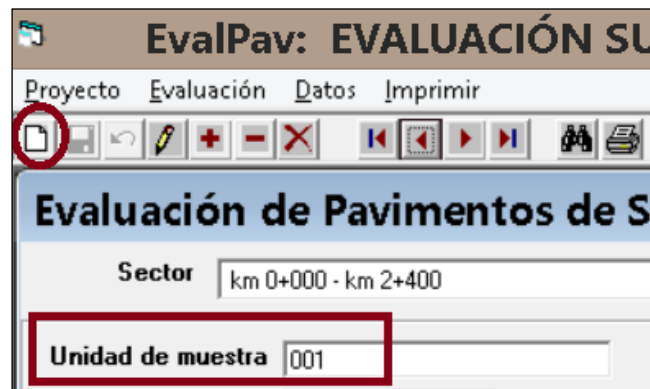 EvalPav: EVALUACIÓN SU
Proyecto Evaluación Datos Imprimir
Evaluación de Pavimentos de S
Sector km 0+000 - km 2+400
Unidad de muestra 001